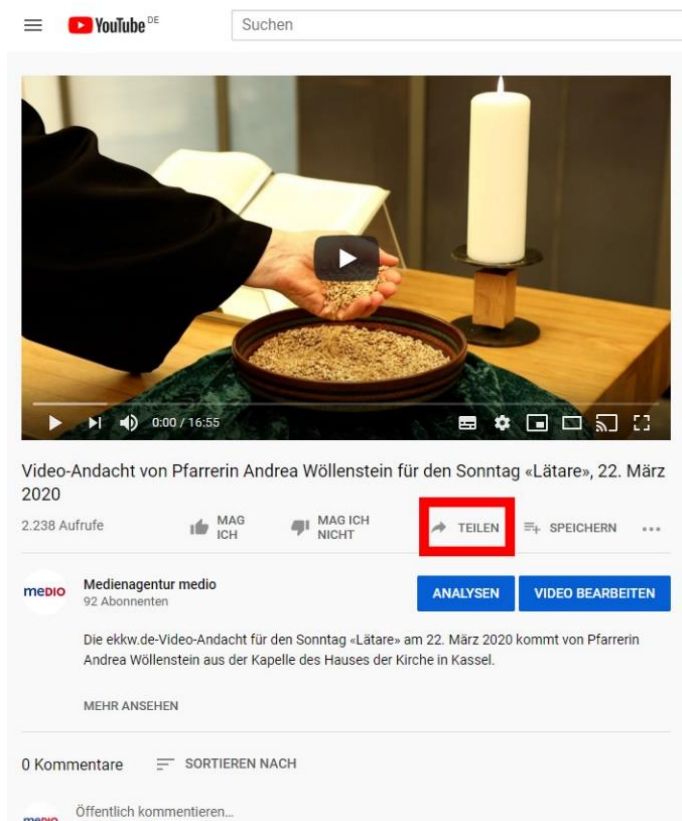 YouTube DE
Suchen
0:00 / 16:55
Video-Andacht von Pfarrerin Andrea Wöllenstein für den Sonntag «Lätare», 22. März
2020
2.238 Aufrufe MAG ICH MAG ICH NICHT TEILEN SPEICHERN
meDIO Medienagentur medio
92 Abonnenten
ANALYSEN VIDEO BEARBEITEN
Die ekkw.de-Video-Andacht für den Sonntag «Lätare» am 22. März 2020 kommt von Pfarrerin
Andrea Wöllenstein aus der Kapelle des Hauses der Kirche in Kassel.
MEHR ANSEHEN
0 Kommentare SORTIEREN NACH
meDIO Öffentlich kommentieren...